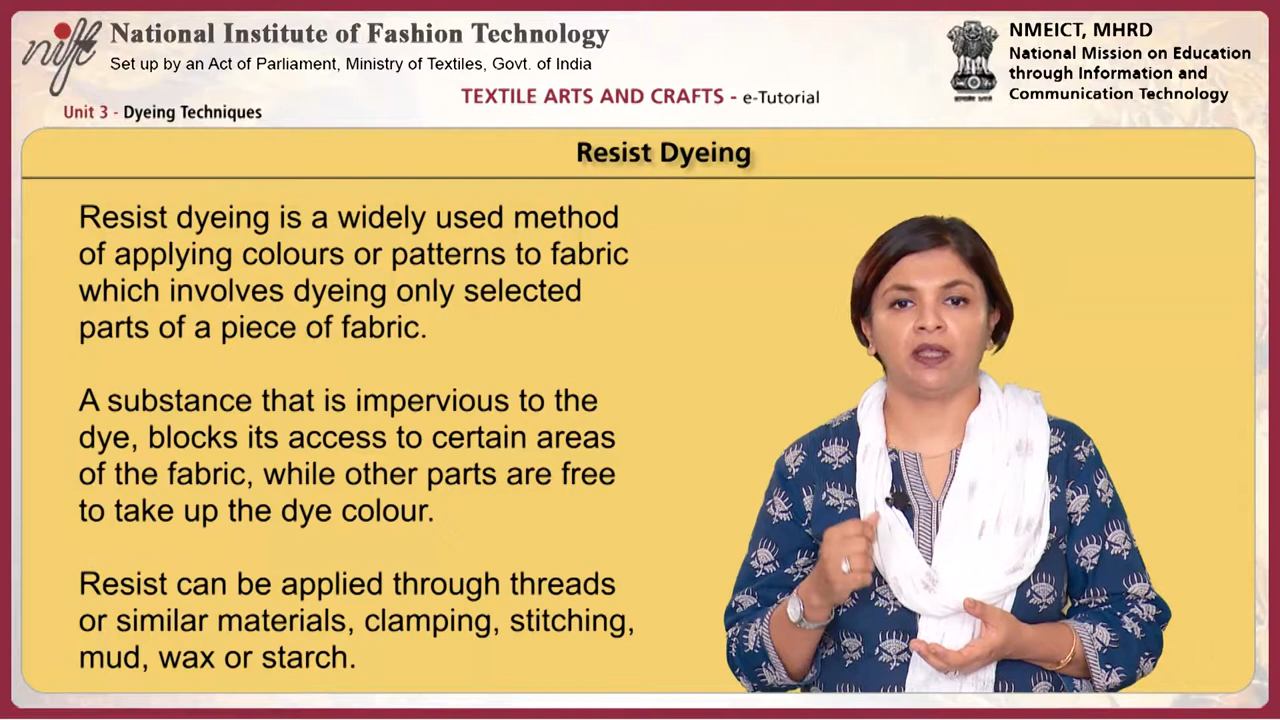 nift
National Institute of Fashion Technology
Set up by an Act of Parliament, Ministry of Textiles, Govt. of India
NMEICT, MHRD
National Mission on Education
through Information and
Communication Technology
TEXTILE ARTS AND CRAFTS - e-Tutorial
Unit 3 - Dyeing Techniques
Resist Dyeing
Resist dyeing is a widely used method
of applying colours or patterns to fabric
which involves dyeing only selected
parts of a piece of fabric.
A substance that is impervious to the
dye, blocks its access to certain areas
of the fabric, while other parts are free
to take up the dye colour.
Resist can be applied through threads
or similar materials, clamping, stitching,
mud, wax or starch.